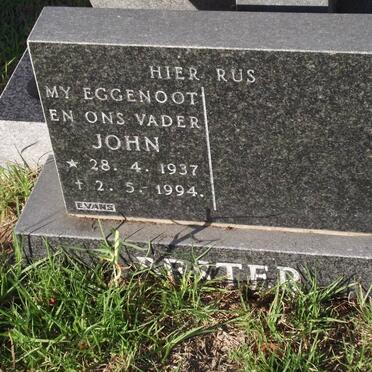 HIER RUS
MY EGGENOOT
EN ONS VADER
JOHN
★ 28. 4. 1937
† 2. 5. 1994.
EVANS